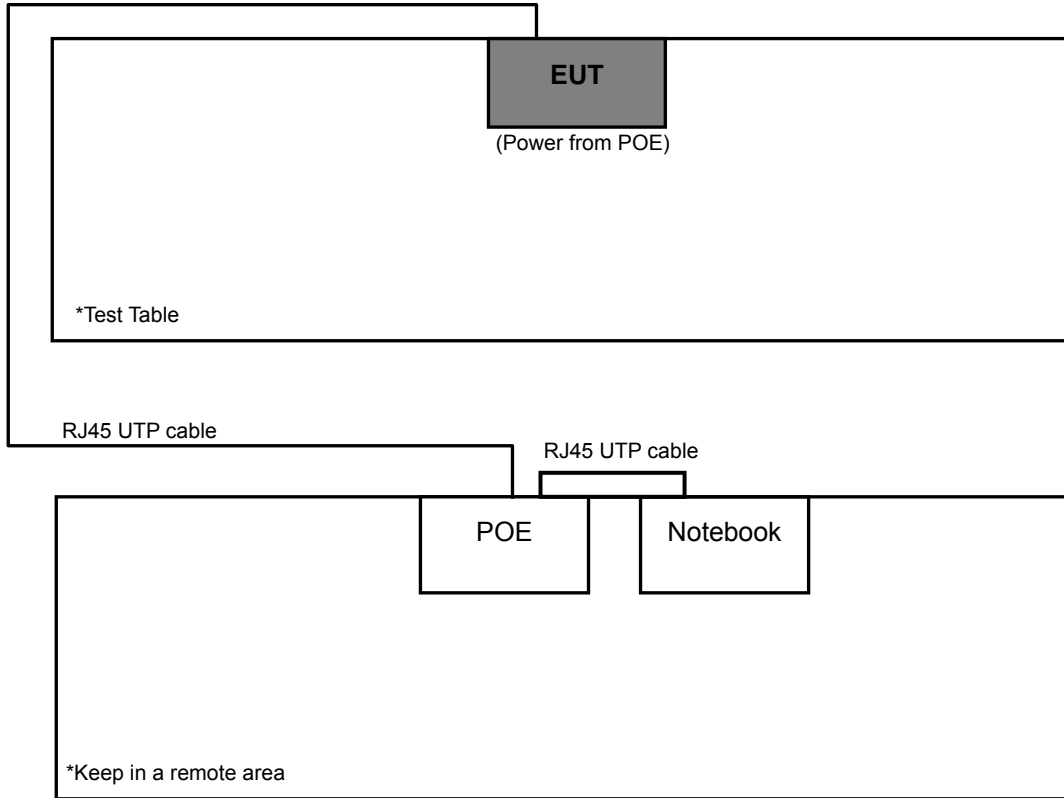 EUT
(Power from POE)
*Test Table
RJ45 UTP cable
RJ45 UTP cable
POE
Notebook
*Keep in a remote area